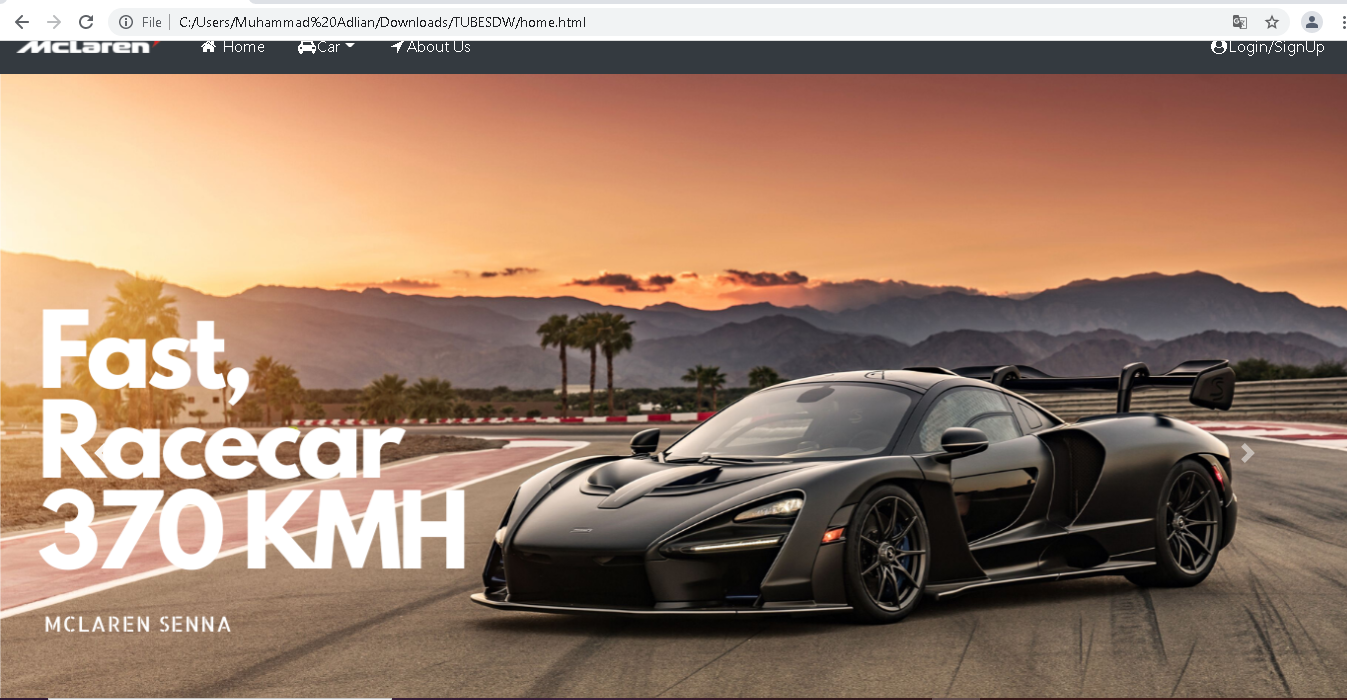 File C:/Users/Muhammad%20Adlian/Downloads/TUBESDW/home.html
McLaren Home Car About Us Login/SignUp
Fast,
Racecar
370 KMH
MCLAREN SENNA